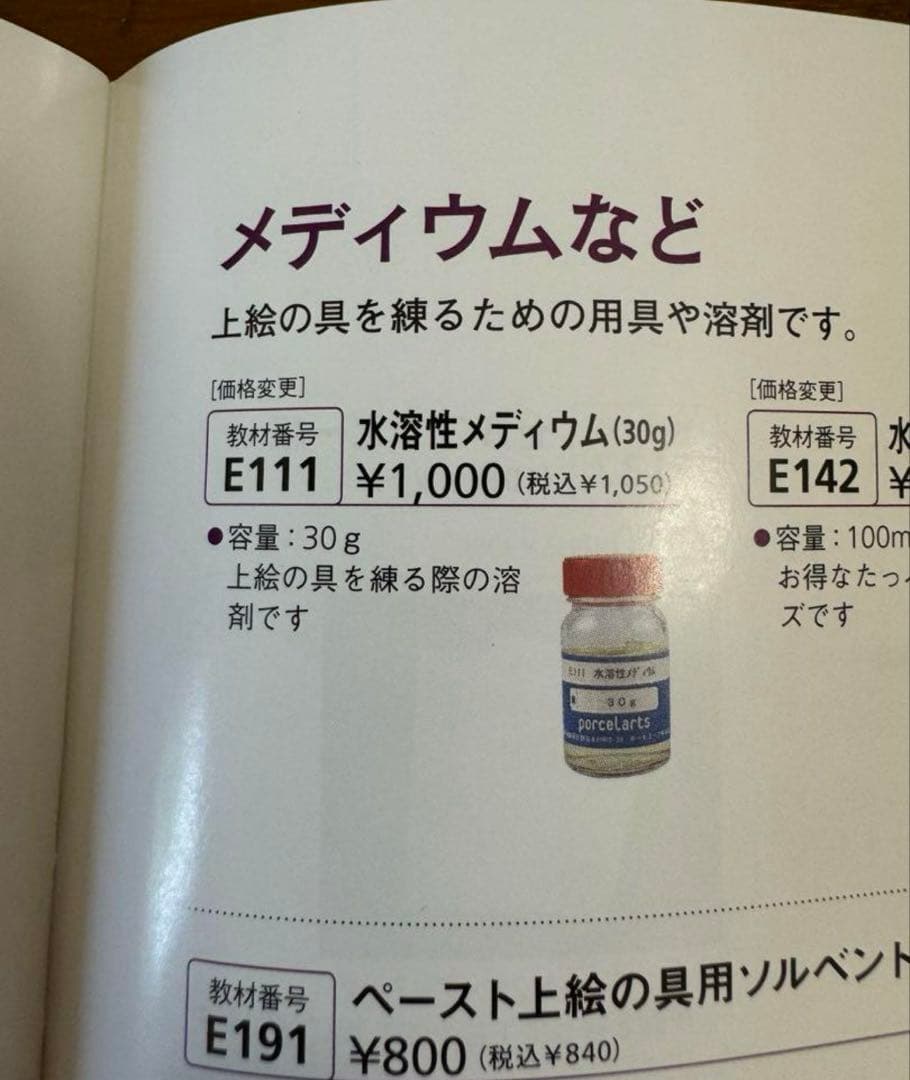 メディウムなど
上絵の具を練るための用具や溶剤です。
[価格変更]
教材番号
E111
水溶性メディウム(30g)
¥1,000 (税込¥1,050)
●容量：30g
上絵の具を練る際の溶
剤です
E111 水溶性メディウム
30g
porcelarts
[価格変更]
教材番号
E142
水
¥
●容量：100m
お得なたっ
ズです
教材番号
E191
ペースト上絵の具用ソルベント
¥800 (税込¥840)